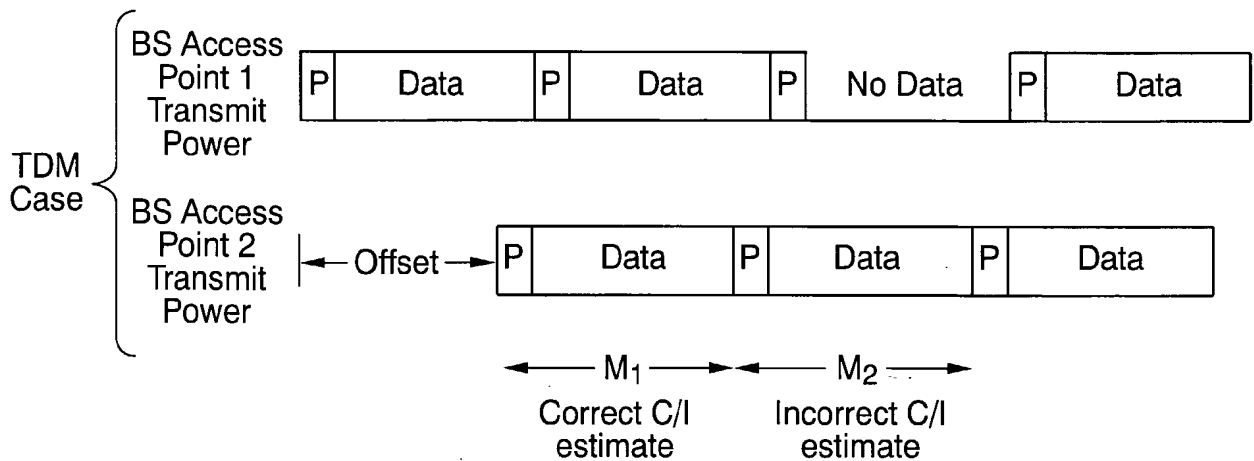 TDM
Case
BS Access
Point 1
Transmit
Power
P Data P Data P No Data P Data
BS Access
Point 2
Transmit
Power
Offset
P Data P Data P Data
M1
Correct C/I
estimate
M2
Incorrect C/I
estimate